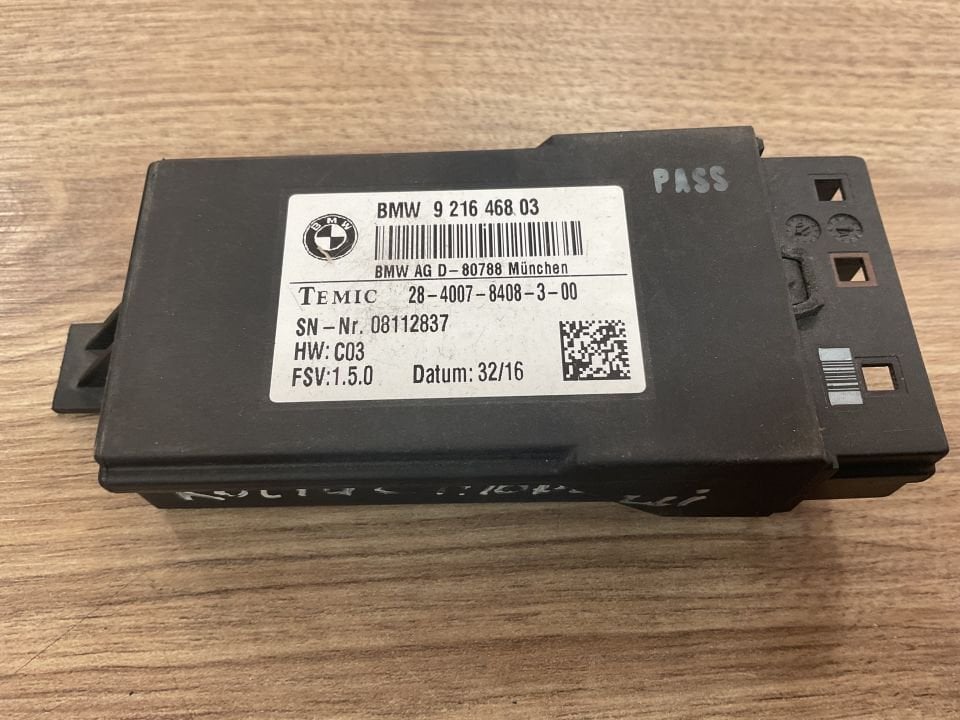 PASS
BMW
BMW 9 216 468 03
BMW AG D-80788 München
TEMIC 28-4007-8408-3-00
SN-Nr. 08112837
HW: C03
FSV:1.5.0 Datum: 32/16